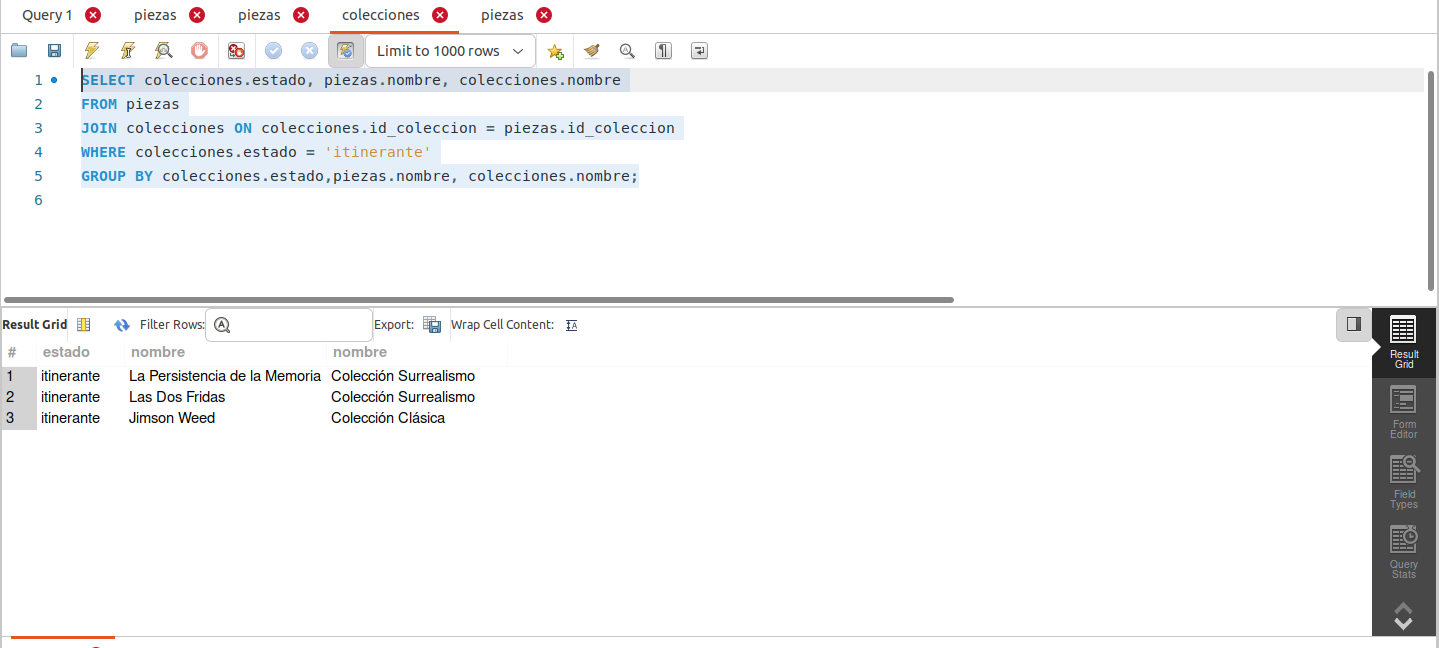 Query 1 piezas piezas colecciones piezas
Limit to 1000 rows
1 SELECT colecciones.estado, piezas.nombre, colecciones.nombre
2 FROM piezas
3 JOIN colecciones ON colecciones.id_coleccion = piezas.id_coleccion
4 WHERE colecciones.estado = 'itinerante'
5 GROUP BY colecciones.estado,piezas.nombre, colecciones.nombre;
6
Result Grid Filter Rows: Export: Wrap Cell Content:
# estado nombre nombre
1 itinerante La Persistencia de la Memoria Colección Surrealismo
2 itinerante Las Dos Fridas Colección Surrealismo
3 itinerante Jimson Weed Colección Clásica
Result
Grid
Form
Editor
Field
Types
Query
Stats